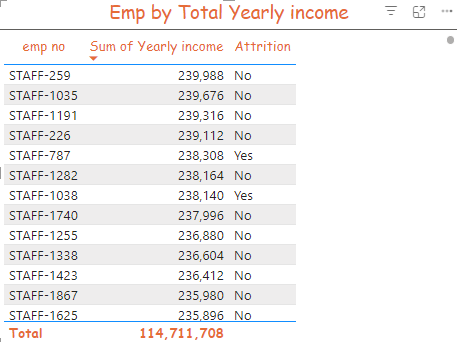 Emp by Total Yearly income
emp no Sum of Yearly income Attrition
STAFF-259 239,988 No
STAFF-1035 239,676 No
STAFF-1191 239,316 No
STAFF-226 239,112 No
STAFF-787 238,308 Yes
STAFF-1282 238,164 No
STAFF-1038 238,140 Yes
STAFF-1740 237,996 No
STAFF-1255 236,880 No
STAFF-1338 236,604 No
STAFF-1423 236,412 No
STAFF-1867 235,980 No
STAFF-1625 235,896 No
Total 114,711,708